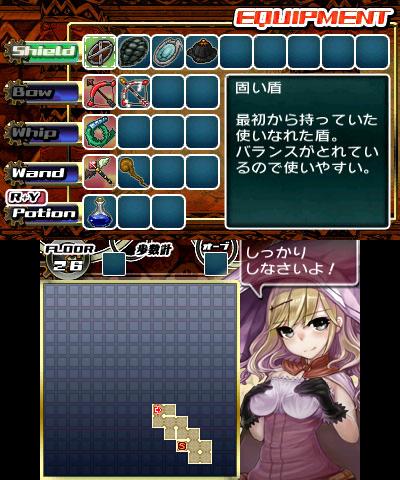 EQUIPMENT
Shield
Bow
Whip
Wand
R+Y
Potion
固い盾
最初から持っていた
使いなれた盾。
バランスがとれてい
るので使いやすい。
FLOOR
26
歩数計
オーブ
しっかり
しなさいよ!
S